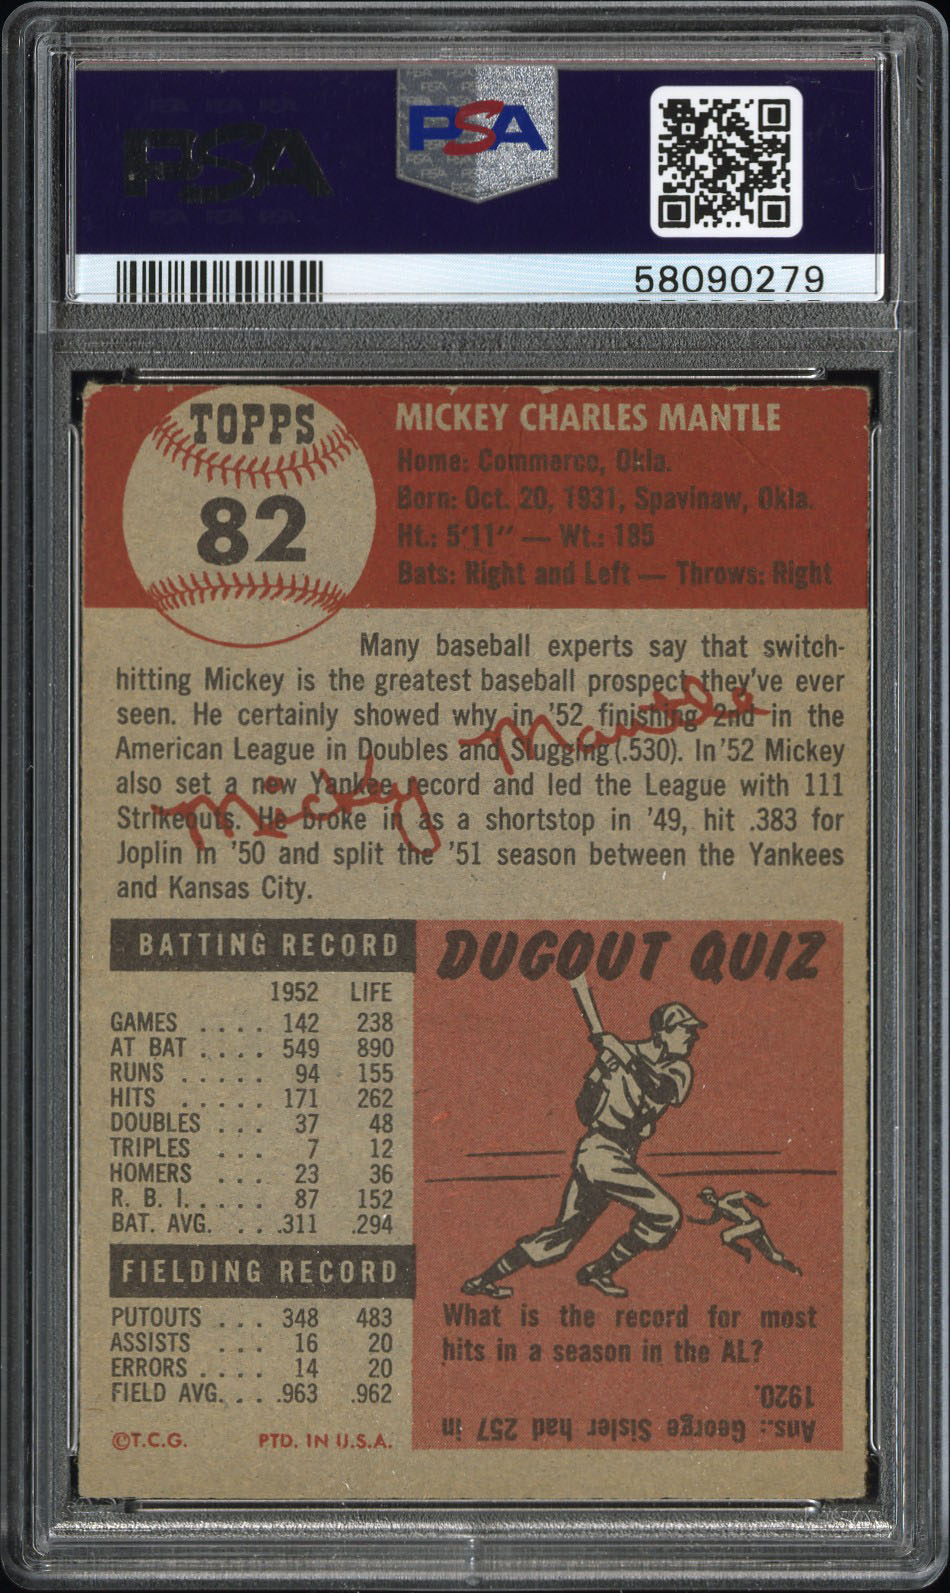 PSA
PSA
58090279
TOPPS
82
MICKEY CHARLES MANTLE
Home: Commerce, Okla.
Born: Oct. 20, 1931, Spavinaw, Okla.
Ht.: 5'11" — Wt.: 185
Bats: Right and Left — Throws: Right
Many baseball experts say that switch-
hitting Mickey is the greatest baseball prospect they've ever
seen. He certainly showed why in '52 finishing 2nd in the
American League in Doubles and Slugging (.530). In '52 Mickey
also set a new Yankee record and led the League with 111
Strikeouts. He broke in as a shortstop in '49, hit .383 for
Joplin in '50 and split the '51 season between the Yankees
and Kansas City.
Mickey Mantle
BATTING RECORD
1952 LIFE
GAMES . . . . 142 238
AT BAT . . . . 549 890
RUNS . . . . . 94 155
HITS . . . . . 171 262
DOUBLES . . . 37 48
TRIPLES . . . 7 12
HOMERS . . . 23 36
R. B. I. . . . . 87 152
BAT. AVG. . . . .311 .294
FIELDING RECORD
PUTOUTS . . . 348 483
ASSISTS . . . 16 20
ERRORS . . . . 14 20
FIELD AVG. . . . .963 .962
©T.C.G. PTD. IN U.S.A.
DUGOUT QUIZ
What is the record for most
hits in a season in the AL?
Ans.: George Sisler had 257 in
1920.